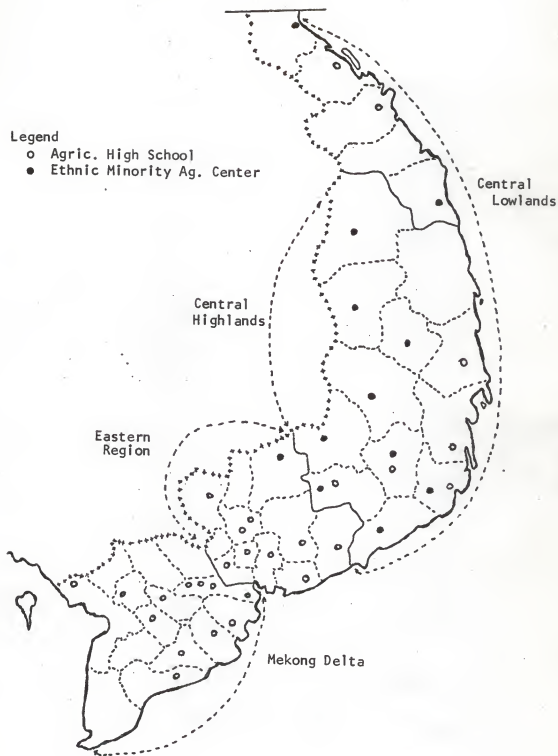 Legend
o Agric. High School
● Ethnic Minority Ag. Center
Central
Lowlands
Central
Highlands
Eastern
Region
Mekong Delta